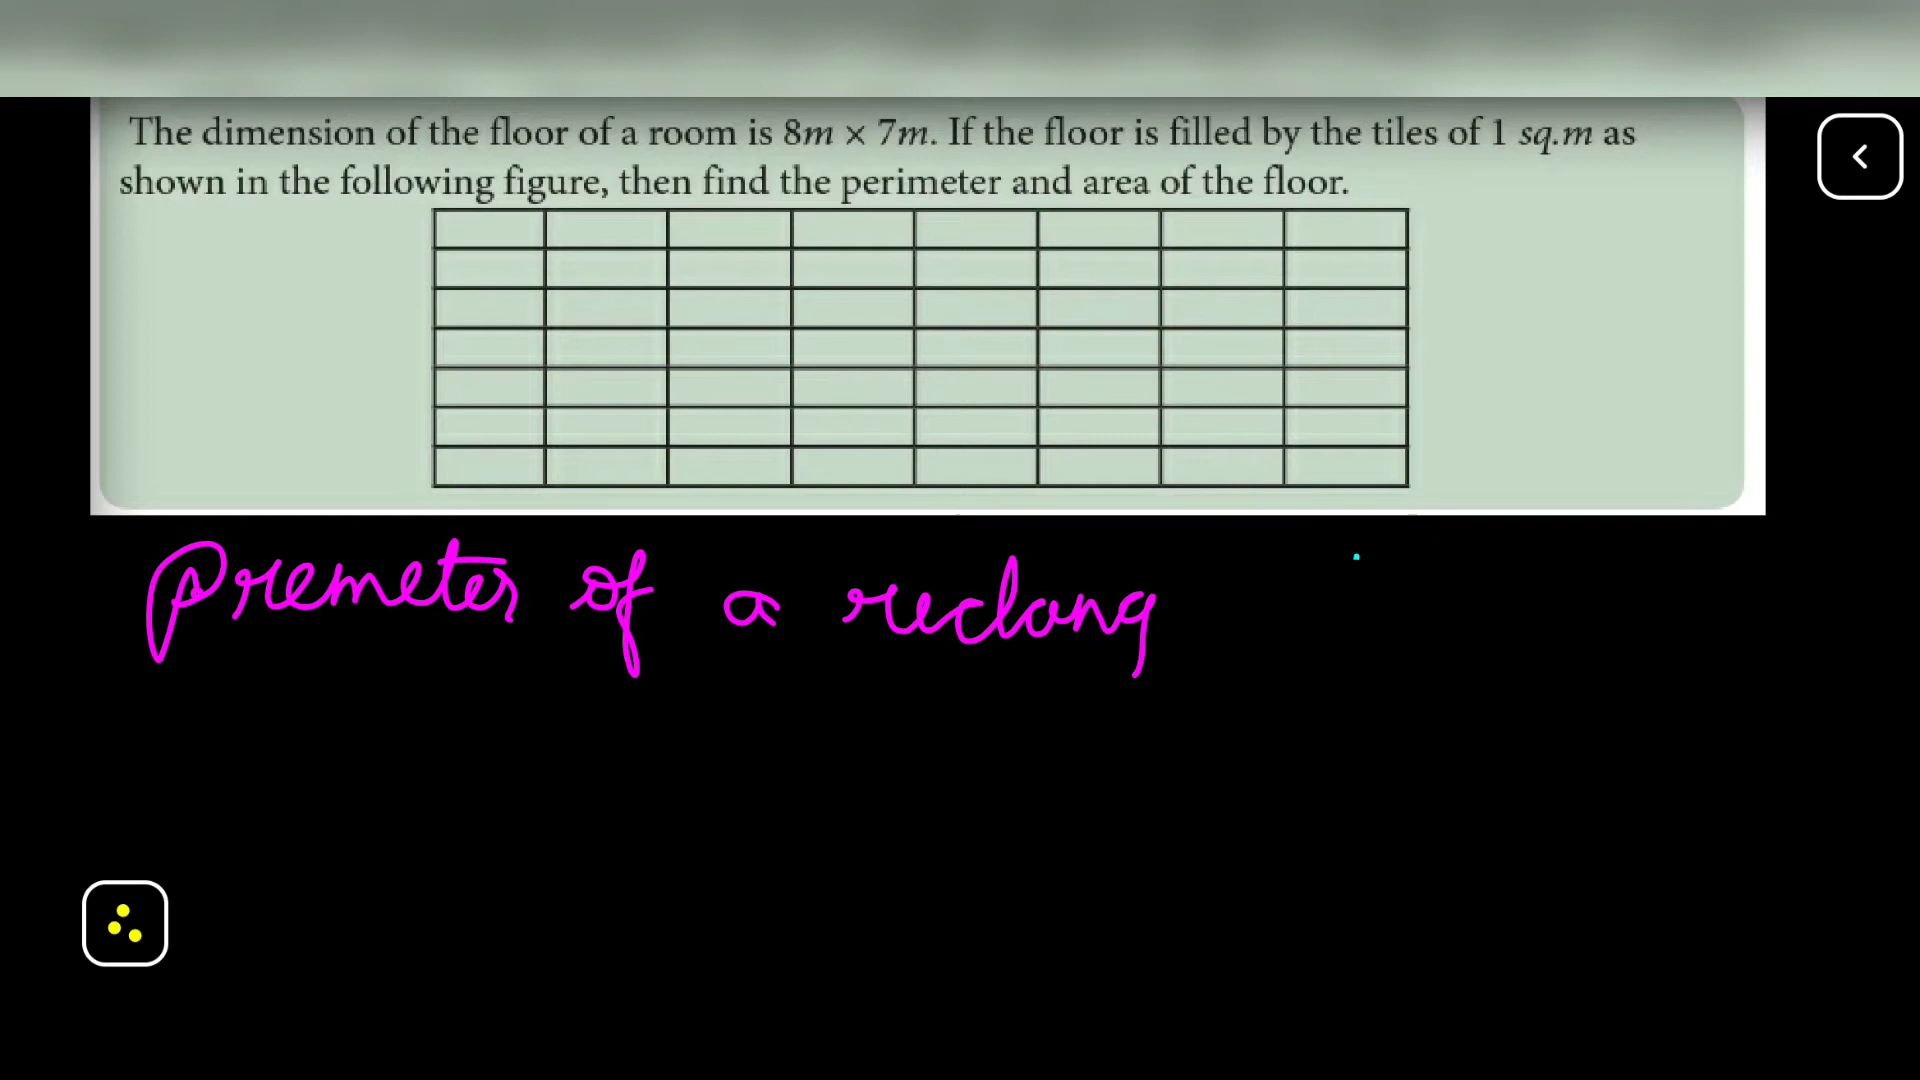 The dimension of the floor of a room is 8m × 7m. If the floor is filled by the tiles of 1 sq.m as
shown in the following figure, then find the perimeter and area of the floor.
Premeter of a rectang